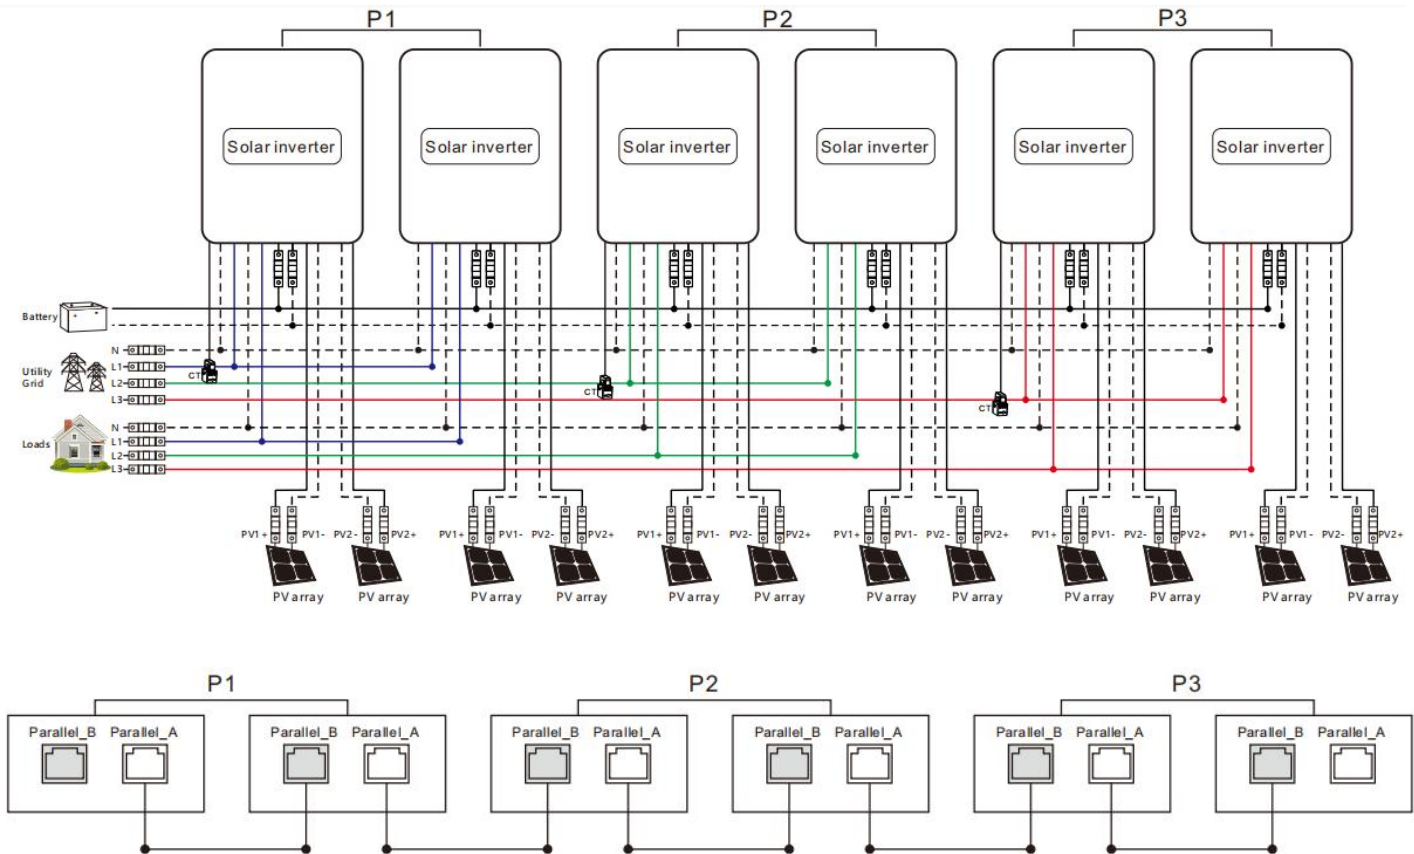 P1 P2 P3
Solar inverter Solar inverter Solar inverter Solar inverter Solar inverter Solar inverter
Battery
N
L1
CT
Utility
Grid
L2
CT
L3
CT
N
Loads
L1
L2
L3
PV1+ PV1- PV2- PV2+ PV1+ PV1- PV2- PV2+ PV1+ PV1- PV2- PV2+ PV1+ PV1- PV2- PV2+ PV1+ PV1- PV2- PV2+ PV1+ PV1- PV2- PV2+
PV array PV array PV array PV array PV array PV array PV array PV array PV array PV array PV array PV array
P1 P2 P3
Parallel_B Parallel_A Parallel_B Parallel_A Parallel_B Parallel_A Parallel_B Parallel_A Parallel_B Parallel_A Parallel_B Parallel_A